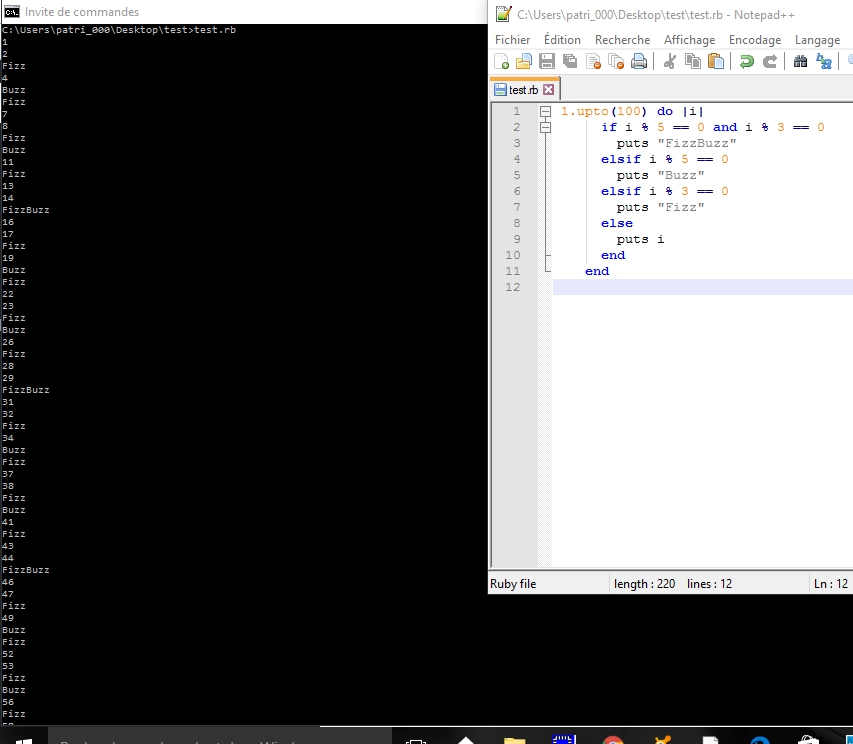 Invite de commandes
C:\Users\patri_000\Desktop\test>test.rb
1
2
Fizz
4
Buzz
Fizz
7
8
Fizz
Buzz
11
Fizz
13
14
FizzBuzz
16
17
Fizz
19
Buzz
Fizz
22
23
Fizz
Buzz
26
Fizz
28
29
FizzBuzz
31
32
Fizz
34
Buzz
Fizz
37
38
Fizz
Buzz
41
Fizz
43
44
FizzBuzz
46
47
Fizz
49
Buzz
Fizz
52
53
Fizz
Buzz
56
Fizz
C:\Users\patri_000\Desktop\test\test.rb - Notepad++
Fichier Édition Recherche Affichage Encodage Langage
test.rb
1 1.upto(100) do |i|
2 if i % 5 == 0 and i % 3 == 0
3 puts "FizzBuzz"
4 elsif i % 5 == 0
5 puts "Buzz"
6 elsif i % 3 == 0
7 puts "Fizz"
8 else
9 puts i
10 end
11 end
12
Ruby file length : 220 lines : 12 Ln : 12